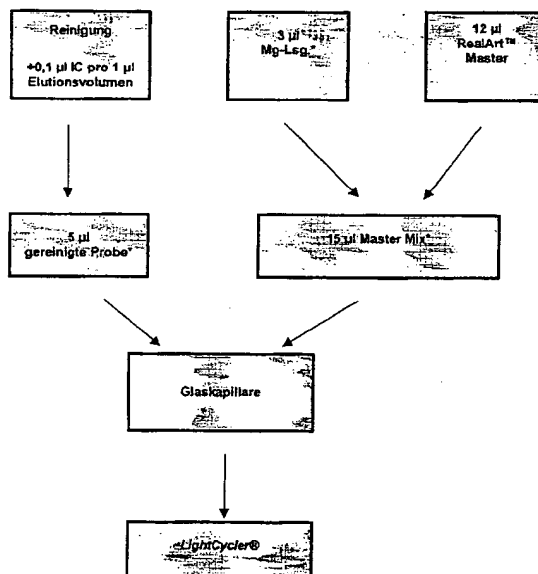 Reinigung
+0,1 µl IC pro 1 µl
Elutionsvolumen
3 µl
Mg-Lsg.*
12 µl
RealArt™
Master
5 µl
gereinigte Probe*
15 µl Master Mix*
Glaskapillare
LightCycler®